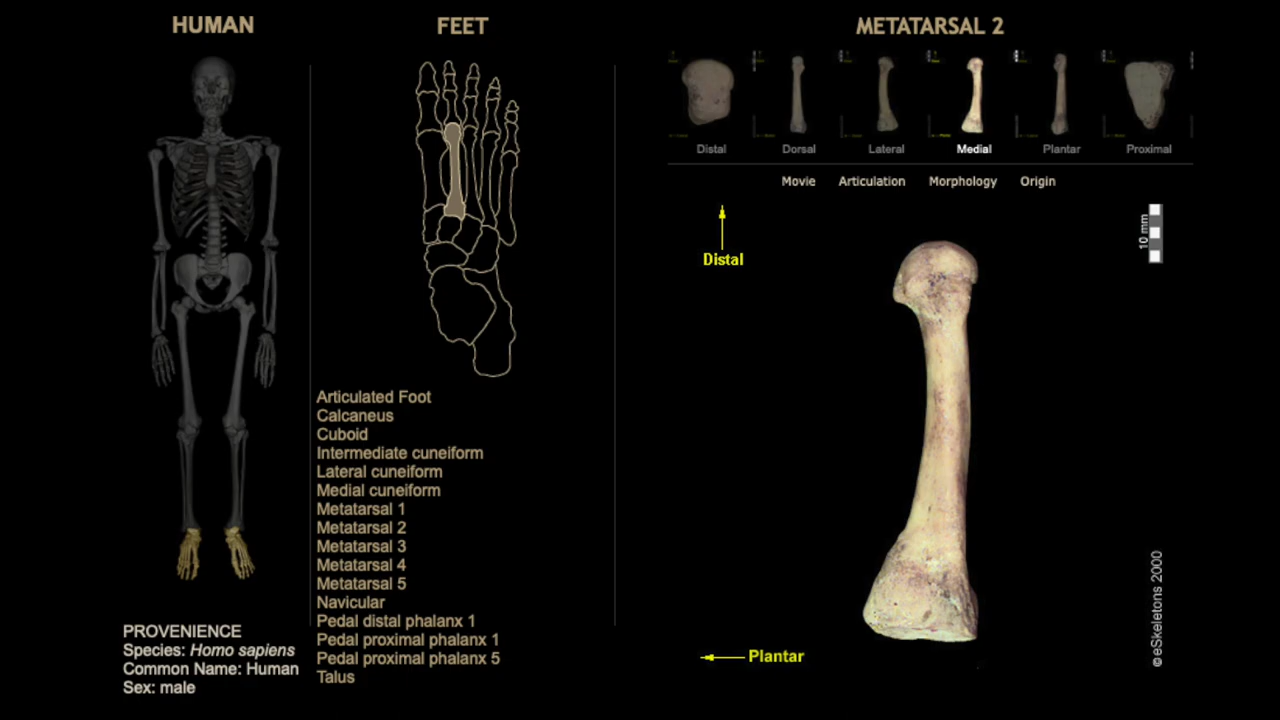 HUMAN
FEET
METATARSAL 2
Distal
Dorsal
Lateral
Medial
Plantar
Proximal
Movie
Articulation
Morphology
Origin
Distal
10 mm
Articulated Foot
Calcaneus
Cuboid
Intermediate cuneiform
Lateral cuneiform
Medial cuneiform
Metatarsal 1
Metatarsal 2
Metatarsal 3
Metatarsal 4
Metatarsal 5
Navicular
Pedal distal phalanx 1
Pedal proximal phalanx 1
Pedal proximal phalanx 5
Talus
PROVENIENCE
Species: Homo sapiens
Common Name: Human
Sex: male
Plantar
©eSkeletons 2000